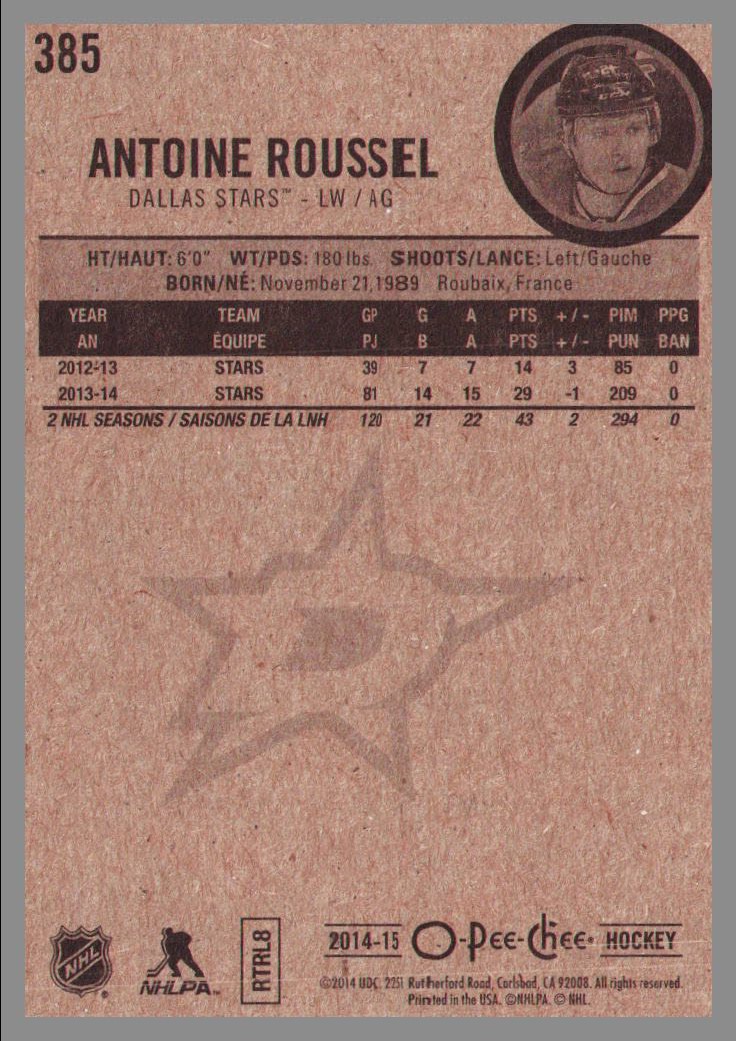 385
ANTOINE ROUSSEL
DALLAS STARS™ - LW / AG
HT/HAUT: 6'0" WT/PDS: 180 lbs. SHOOTS/LANCE: Left/Gauche
BORN/NÉ: November 21, 1989 Roubaix, France
YEAR TEAM GP G A PTS +/- PIM PPG
AN ÉQUIPE PJ B A PTS +/- PUN BAN
2012-13 STARS 39 7 7 14 3 85 0
2013-14 STARS 81 14 15 29 -1 209 0
2 NHL SEASONS / SAISONS DE LA LNH 120 21 22 43 2 294 0
NHL
NHLPA™
RTRL8
2014-15 O-Pee-Chee® HOCKEY
©2014 UDC. 2251 Rutherford Road, Carlsbad, CA 92008. All rights reserved.
Printed in the USA. ©NHLPA. © NHL.